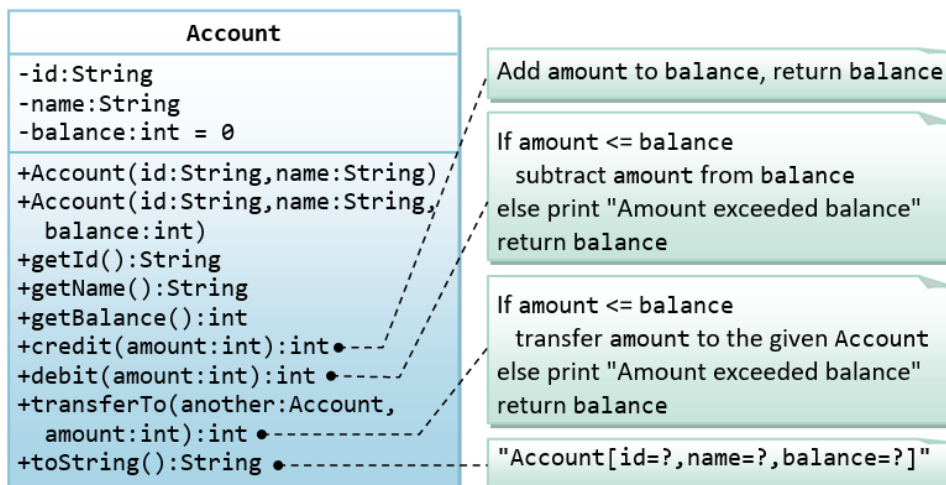 Account
-id:String
-name:String
-balance:int = 0
+Account(id:String,name:String)
+Account(id:String,name:String,
balance:int)
+getId():String
+getName():String
+getBalance():int
+credit(amount:int):int
+debit(amount:int):int
+transferTo(another:Account,
amount:int):int
+toString():String
Add amount to balance, return balance
If amount <= balance
subtract amount from balance
else print "Amount exceeded balance"
return balance
If amount <= balance
transfer amount to the given Account
else print "Amount exceeded balance"
return balance
"Account[id=?,name=?,balance=?]"